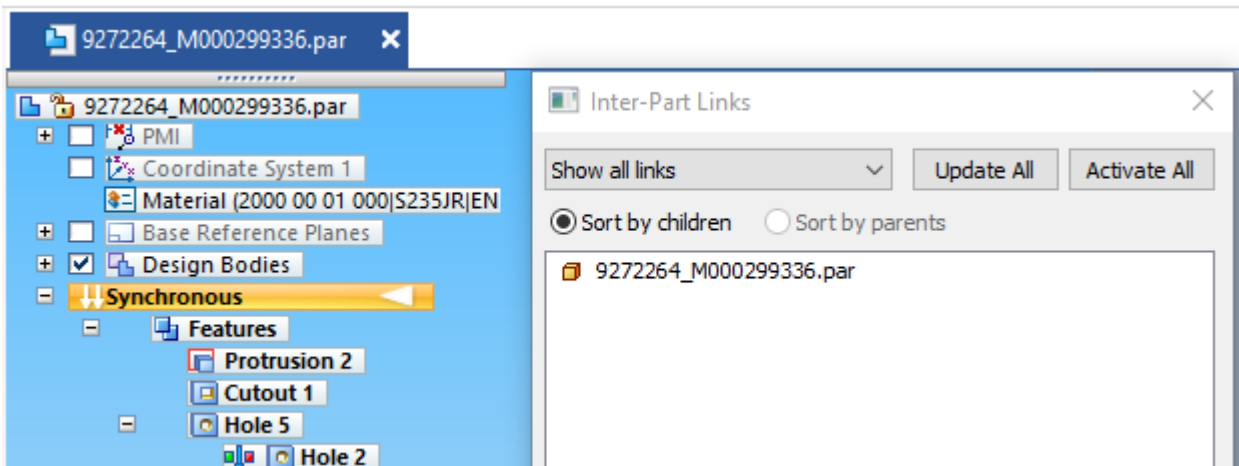 9272264_M000299336.par
9272264_M000299336.par
PMI
Coordinate System 1
Material (2000 00 01 000|S235JR|EN
Base Reference Planes
Design Bodies
Synchronous
Features
Protrusion 2
Cutout 1
Hole 5
Hole 2
Inter-Part Links
Show all links
Update All
Activate All
Sort by children
Sort by parents
9272264_M000299336.par